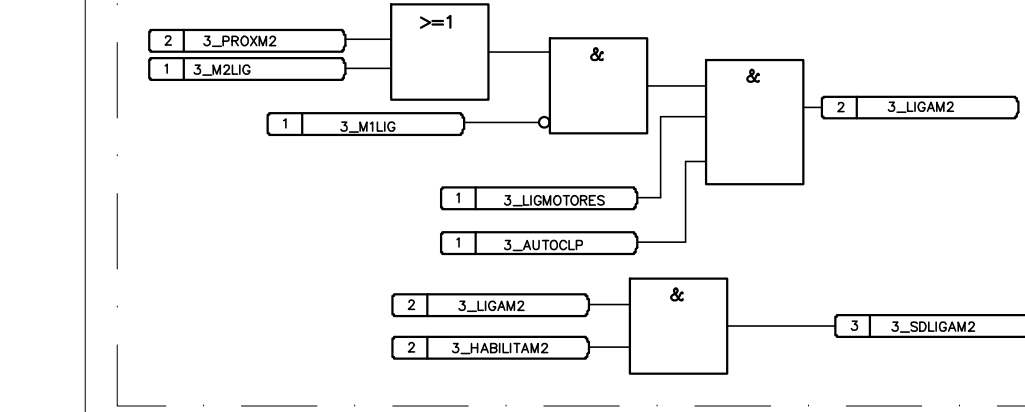 >=1
2 3_PROXM2
1 3_M2LIG
&
1 3_M1LIG
&
2 3_LIGAM2
1 3_LIGMOTORES
1 3_AUTOCLP
&
2 3_LIGAM2
3 3_SDLIGAM2
2 3_HABILITAM2